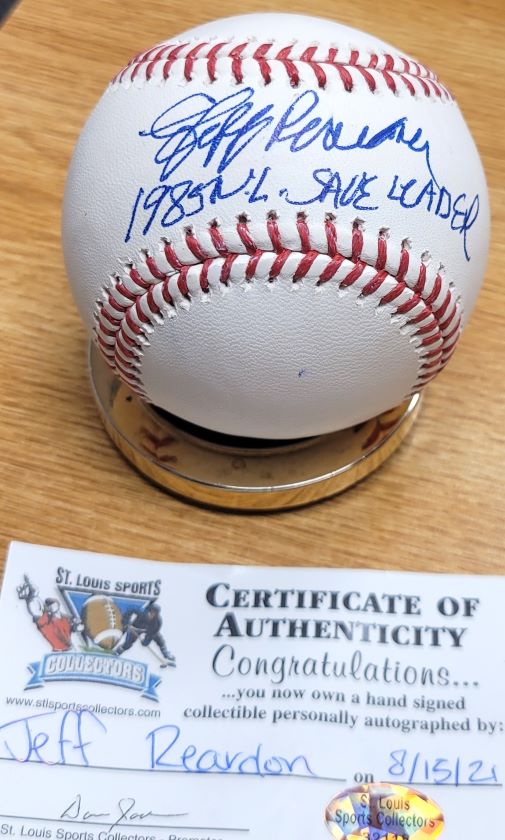 Jeff Reardon
1985 N.L. SAVE LEADER
ST. LOUIS SPORTS
COLLECTORS
www.stlsportscollectors.com
CERTIFICATE OF
AUTHENTICITY
Congratulations...
...you now own a hand signed
collectible personally autographed by:
Jeff Reardon on 8/15/21
St. Louis
Sports Collectors
St. Louis Sports Collectors - Promoter